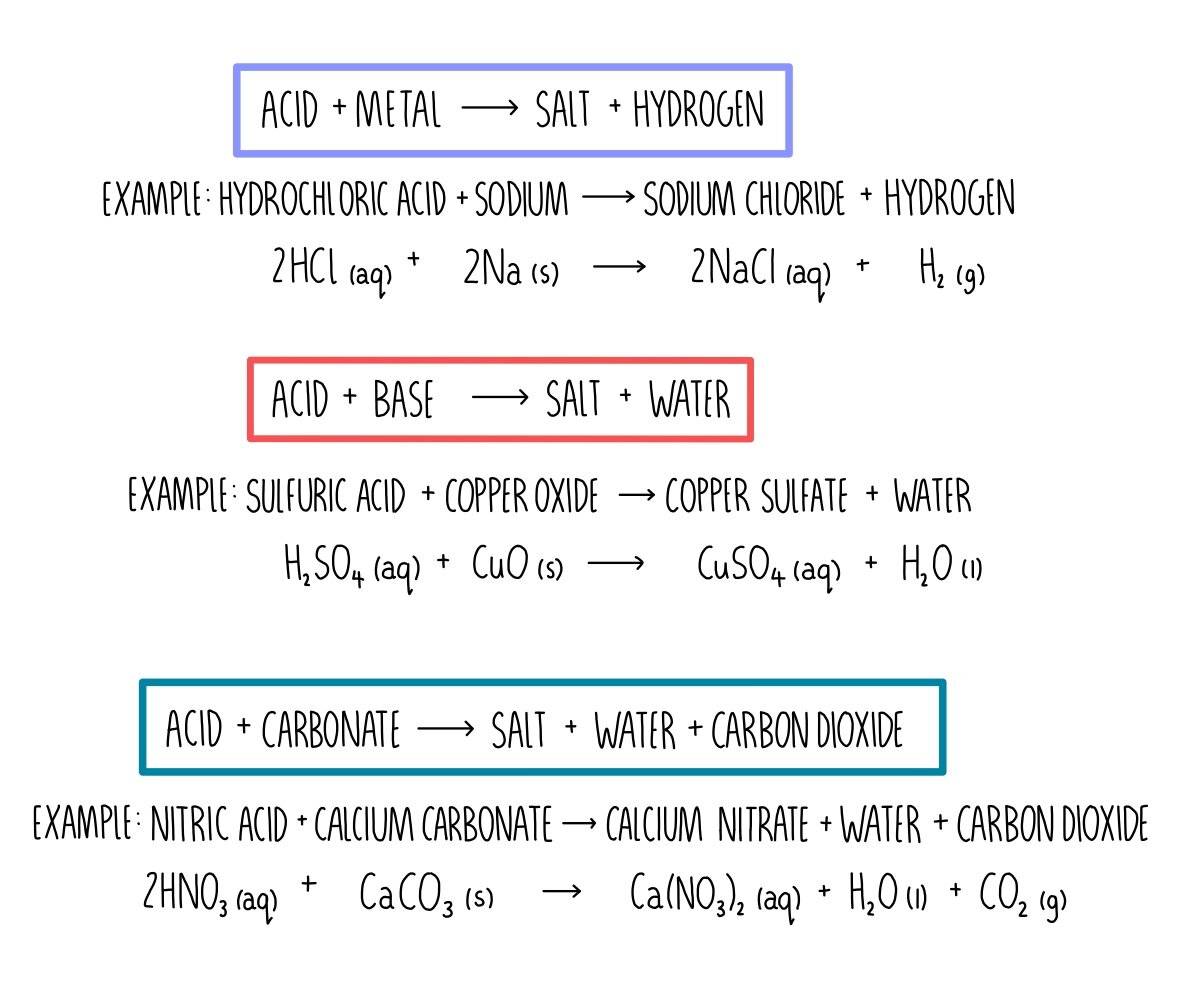 ACID + METAL ⟶ SALT + HYDROGEN
EXAMPLE: HYDROCHLORIC ACID + SODIUM ⟶ SODIUM CHLORIDE + HYDROGEN
2HCl (aq) + 2Na (s) ⟶ 2NaCl (aq) + H₂ (g)
ACID + BASE ⟶ SALT + WATER
EXAMPLE: SULFURIC ACID + COPPER OXIDE ⟶ COPPER SULFATE + WATER
H₂SO₄ (aq) + CuO (s) ⟶ CuSO₄ (aq) + H₂O (l)
ACID + CARBONATE ⟶ SALT + WATER + CARBON DIOXIDE
EXAMPLE: NITRIC ACID + CALCIUM CARBONATE ⟶ CALCIUM NITRATE + WATER + CARBON DIOXIDE
2HNO₃ (aq) + CaCO₃ (s) ⟶ Ca(NO₃)₂ (aq) + H₂O (l) + CO₂ (g)